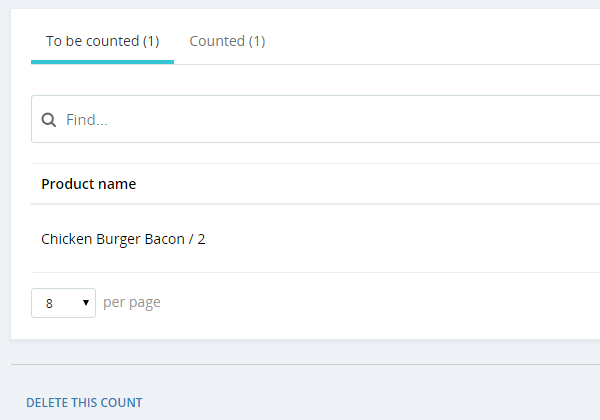 To be counted (1) Counted (1)
Find...
Product name
Chicken Burger Bacon / 2
8 per page
DELETE THIS COUNT